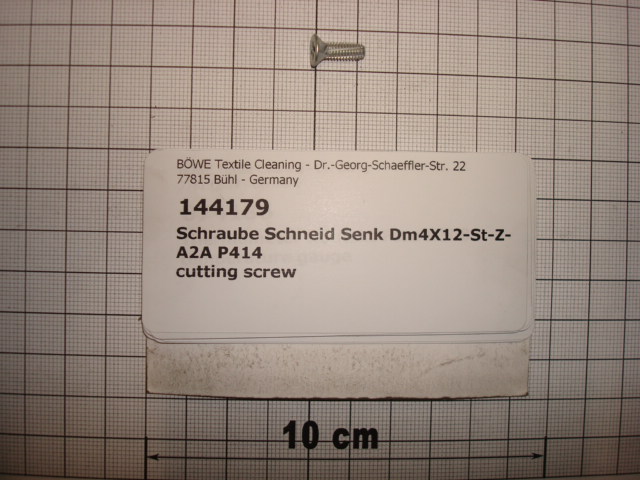 BÖWE Textile Cleaning - Dr.-Georg-Schaeffler-Str. 22
77815 Bühl - Germany
144179
Schraube Schneid Senk Dm4X12-St-Z-
A2A P414
cutting screw
10 cm